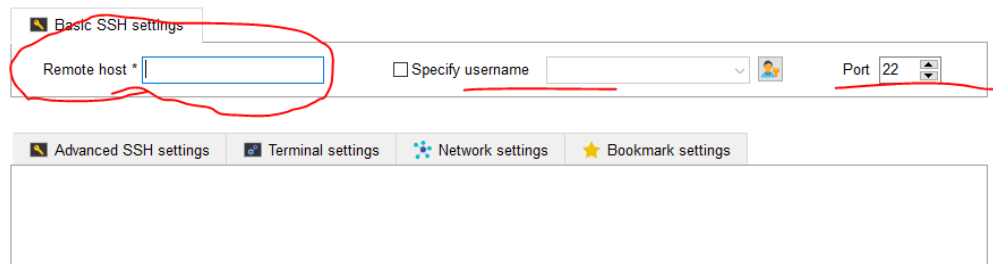 Basic SSH settings
Remote host * Specify username Port 22
Advanced SSH settings Terminal settings Network settings Bookmark settings